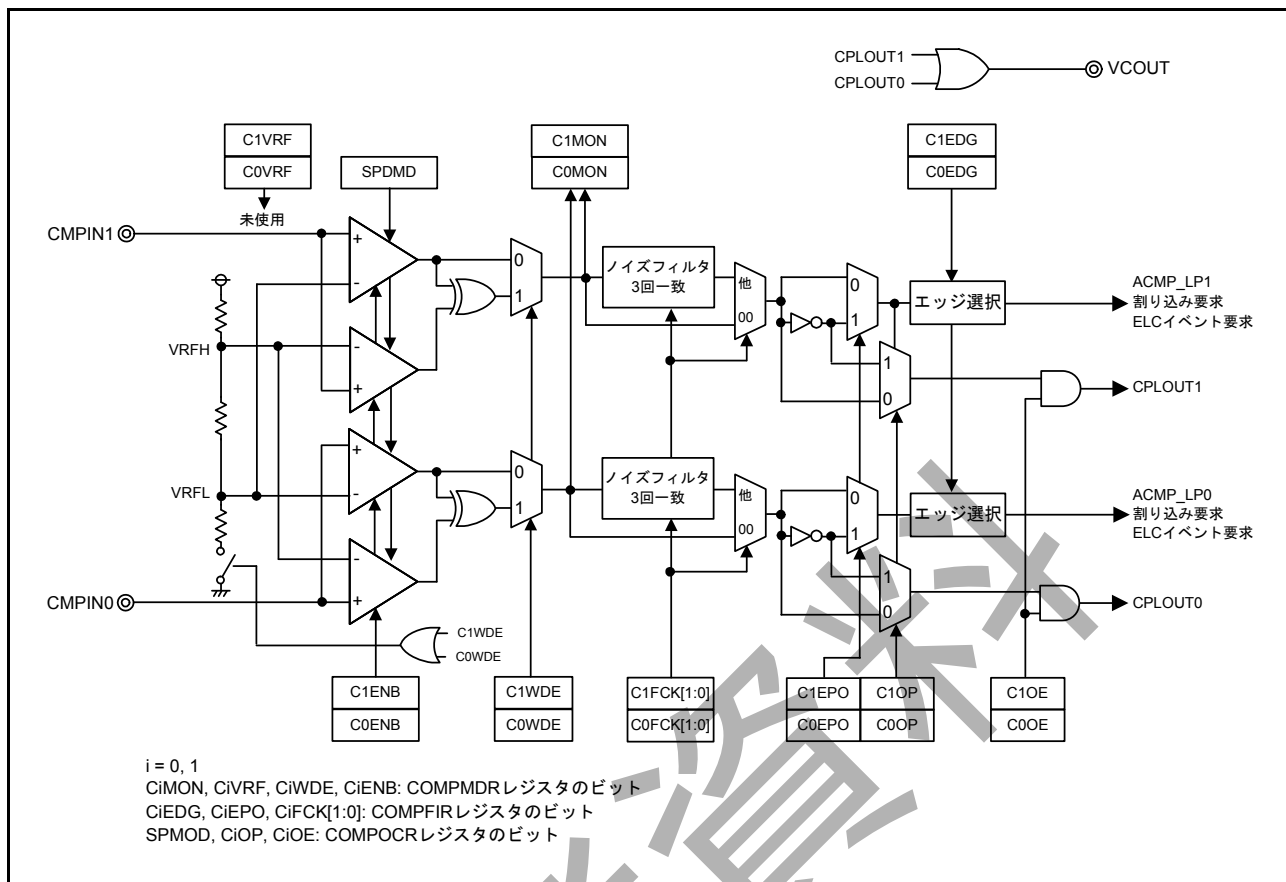 CPLOUT1
CPLOUT0
VCOUT
C1VRF
C0VRF
未使用
SPDMD
C1MON
C0MON
C1EDG
C0EDG
CMPIN1
+
-
0
1
ノイズフィルタ
3回一致
他
00
0
1
エッジ選択
ACMP_LP1
割り込み要求
ELCイベント要求
VRFH
-
+
1
0
CPLOUT1
VRFL
+
-
0
1
ノイズフィルタ
3回一致
他
00
0
1
エッジ選択
ACMP_LP0
割り込み要求
ELCイベント要求
CMPIN0
-
+
1
0
CPLOUT0
C1WDE
C0WDE
C1ENB
C0ENB
C1WDE
C0WDE
C1FCK[1:0]
C0FCK[1:0]
C1EPO
C0EPO
C1OP
C0OP
C1OE
C0OE
i = 0, 1
CiMON, CiVRF, CiWDE, CiENB: COMPMDRレジスタのビット
CiEDG, CiEPO, CiFCK[1:0]: COMPFIRレジスタのビット
SPMOD, CiOP, CiOE: COMPOCRレジスタのビット
資料